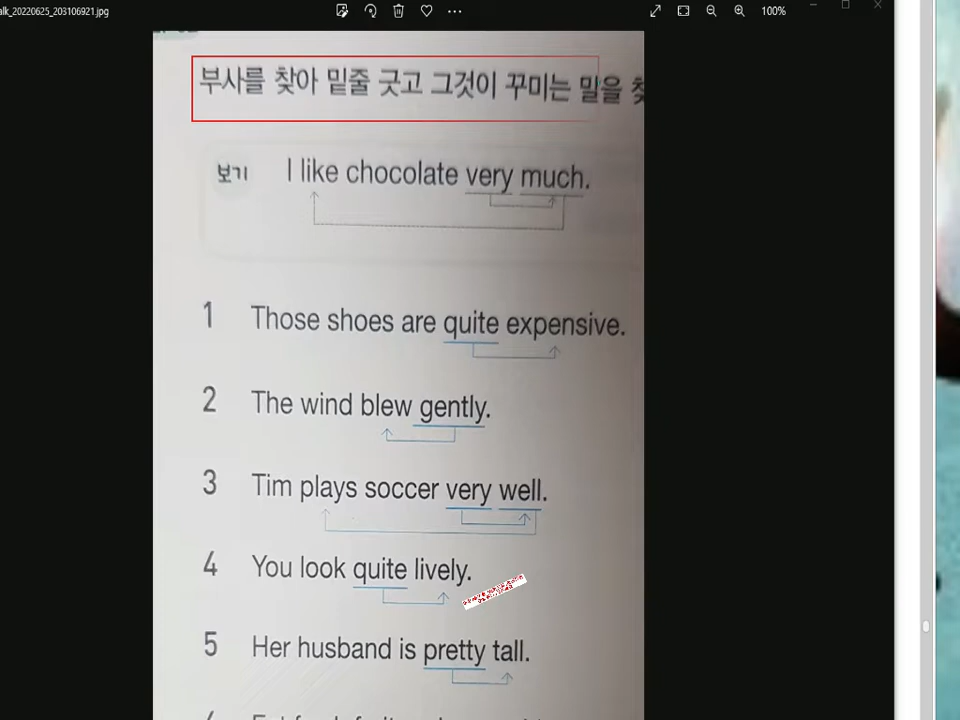 alk_20220625_203106921.jpg
100%
부사를 찾아 밑줄 긋고 그것이 꾸미는 말을
보기 I like chocolate very much.
1 Those shoes are quite expensive.
2 The wind blew gently.
3 Tim plays soccer very well.
4 You look quite lively.
5 Her husband is pretty tall.